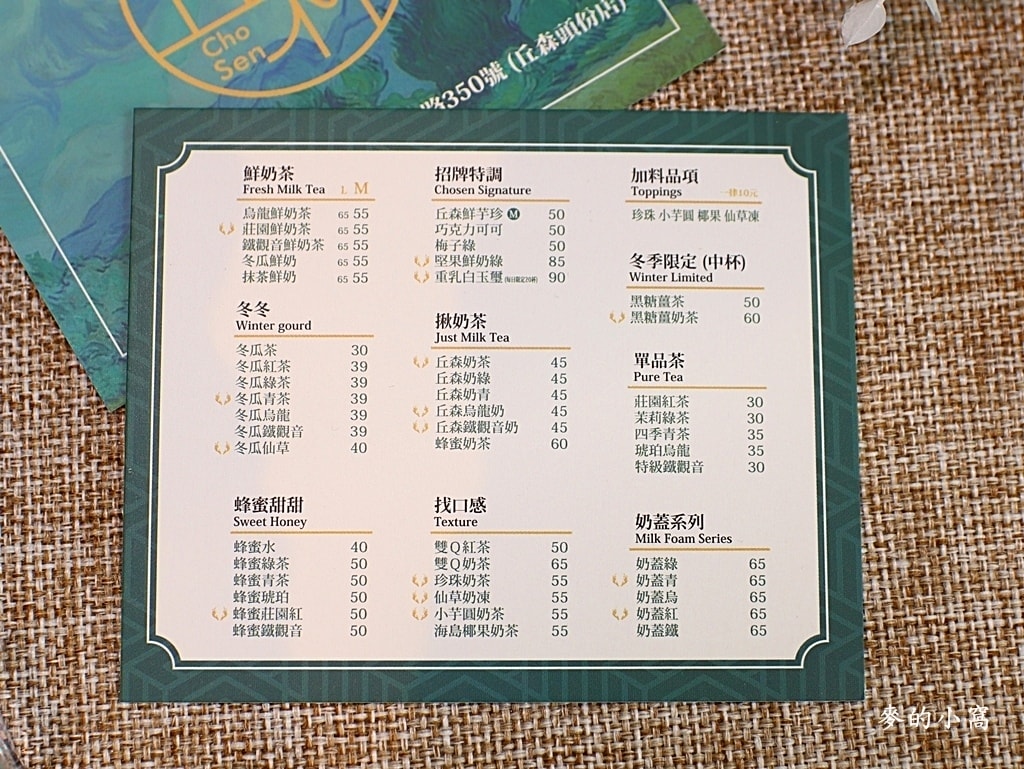 Cho
Sen
路350號 (丘森頭份店)
鮮奶茶
Fresh Milk Tea L M
烏龍鮮奶茶 65 55
莊園鮮奶茶 65 55
鐵觀音鮮奶茶 65 55
冬瓜鮮奶 65 55
抹茶鮮奶 65 55
冬冬
Winter gourd
冬瓜茶 30
冬瓜紅茶 39
冬瓜綠茶 39
冬瓜青茶 39
冬瓜烏龍 39
冬瓜鐵觀音 39
冬瓜仙草 40
蜂蜜甜甜
Sweet Honey
蜂蜜水 40
蜂蜜綠茶 50
蜂蜜青茶 50
蜂蜜琥珀 50
蜂蜜莊園紅 50
蜂蜜鐵觀音 50
招牌特調
Chosen Signature
丘森鮮芋珍 M 50
巧克力可可 50
梅子綠 50
堅果鮮奶綠 85
重乳白玉璽 (每日限定20杯) 90
揪奶茶
Just Milk Tea
丘森奶茶 45
丘森奶綠 45
丘森奶青 45
丘森烏龍奶 45
丘森鐵觀音奶 45
蜂蜜奶茶 60
找口感
Texture
雙Q紅茶 50
雙Q奶茶 65
珍珠奶茶 55
仙草奶凍 55
小芋圓奶茶 55
海島椰果奶茶 55
加料品項
Toppings 一律10元
珍珠 小芋圓 椰果 仙草凍
冬季限定 (中杯)
Winter Limited
黑糖薑茶 50
黑糖薑奶茶 60
單品茶
Pure Tea
莊園紅茶 30
茉莉綠茶 30
四季青茶 35
琥珀烏龍 35
特級鐵觀音 30
奶蓋系列
Milk Foam Series
奶蓋綠 65
奶蓋青 65
奶蓋烏 65
奶蓋紅 65
奶蓋鐵 65
麥的小窩